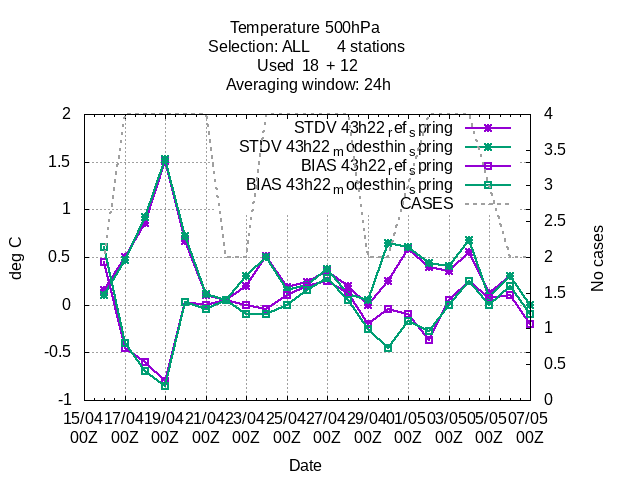 Temperature 500hPa
Selection: ALL 4 stations
Used 18 + 12
Averaging window: 24h
STDV 43h22refspring
STDV 43h22modesthinspring
BIAS 43h22refspring
BIAS 43h22modesthinspring
CASES
deg C
2
1.5
1
0.5
0
-0.5
-1
No cases
4
3.5
3
2.5
2
1.5
1
0.5
0
15/04 17/04 19/04 21/04 23/04 25/04 27/04 29/04 01/05 03/05 05/05 07/05
00Z 00Z 00Z 00Z 00Z 00Z 00Z 00Z 00Z 00Z 00Z 00Z
Date